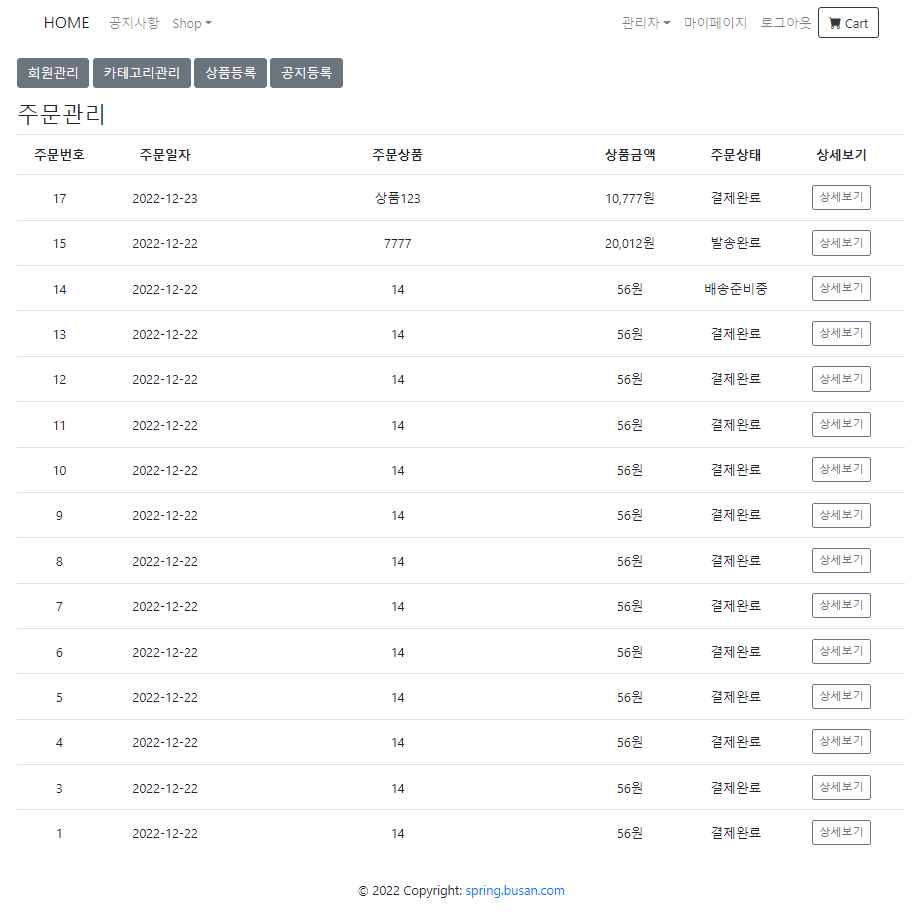 HOME 공지사항 Shop 관리자 마이페이지 로그아웃 Cart
회원관리 카테고리관리 상품등록 공지등록
주문관리
주문번호 주문일자 주문상품 상품금액 주문상태 상세보기
17 2022-12-23 상품123 10,777원 결제완료 상세보기
15 2022-12-22 7777 20,012원 발송완료 상세보기
14 2022-12-22 14 56원 배송준비중 상세보기
13 2022-12-22 14 56원 결제완료 상세보기
12 2022-12-22 14 56원 결제완료 상세보기
11 2022-12-22 14 56원 결제완료 상세보기
10 2022-12-22 14 56원 결제완료 상세보기
9 2022-12-22 14 56원 결제완료 상세보기
8 2022-12-22 14 56원 결제완료 상세보기
7 2022-12-22 14 56원 결제완료 상세보기
6 2022-12-22 14 56원 결제완료 상세보기
5 2022-12-22 14 56원 결제완료 상세보기
4 2022-12-22 14 56원 결제완료 상세보기
3 2022-12-22 14 56원 결제완료 상세보기
1 2022-12-22 14 56원 결제완료 상세보기
© 2022 Copyright: spring.busan.com